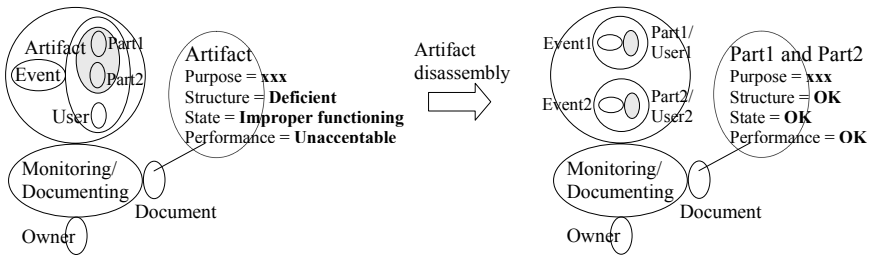 Artifact
Part1
Event
Part2
User
Artifact
Purpose = xxx
Structure = Deficient
State = Improper functioning
Performance = Unacceptable
Monitoring/
Documenting
Document
Owner
Artifact
disassembly
Event1
Part1/
User1
Event2
Part2/
User2
Part1 and Part2
Purpose = xxx
Structure = OK
State = OK
Performance = OK
Monitoring/
Documenting
Document
Owner